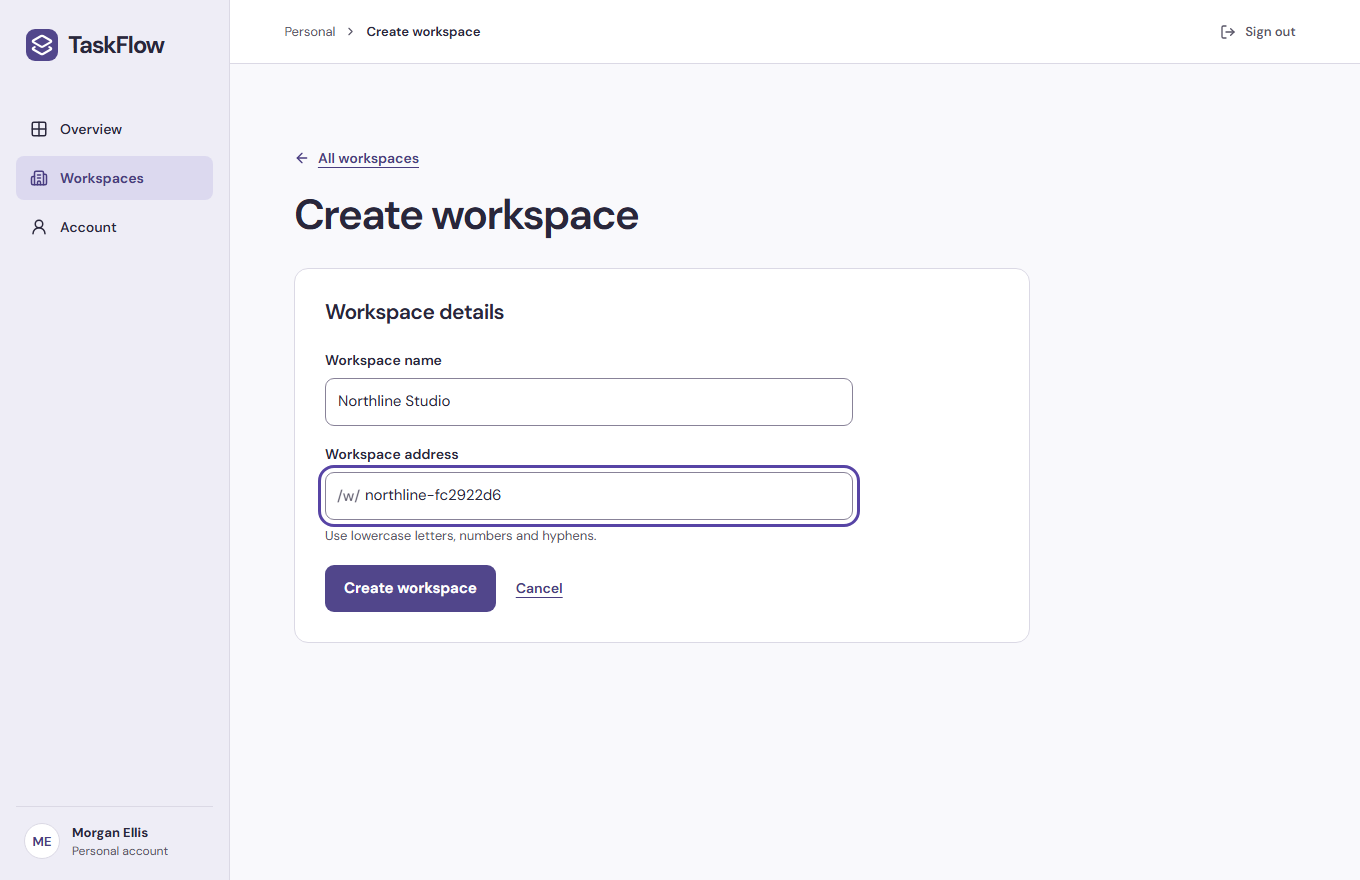 TaskFlow
Overview
Workspaces
Account
Morgan Ellis
ME
Personal account
Personal > Create workspace
Sign out
All workspaces
Create workspace
Workspace details
Workspace name
Northline Studio
Workspace address
/w/ northline-fc2922d6
Use lowercase letters, numbers and hyphens.
Create workspace
Cancel